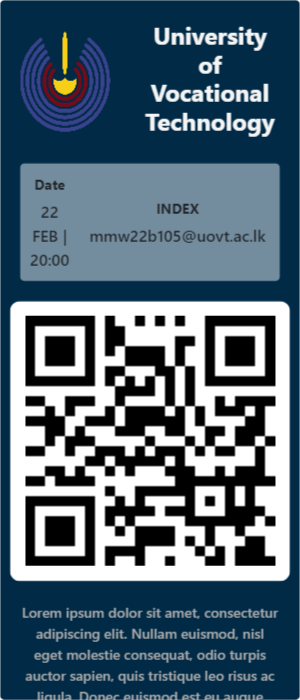 University
of
Vocational
Technology
Date
22
FEB |
20:00
INDEX
mmw22b105@uovt.ac.lk
Lorem ipsum dolor sit amet, consectetur
adipiscing elit. Nullam euismod, nisl
eget molestie consequat, odio turpis
auctor sapien, quis tristique leo risus ac
ligula. Donec euismod est eu augue